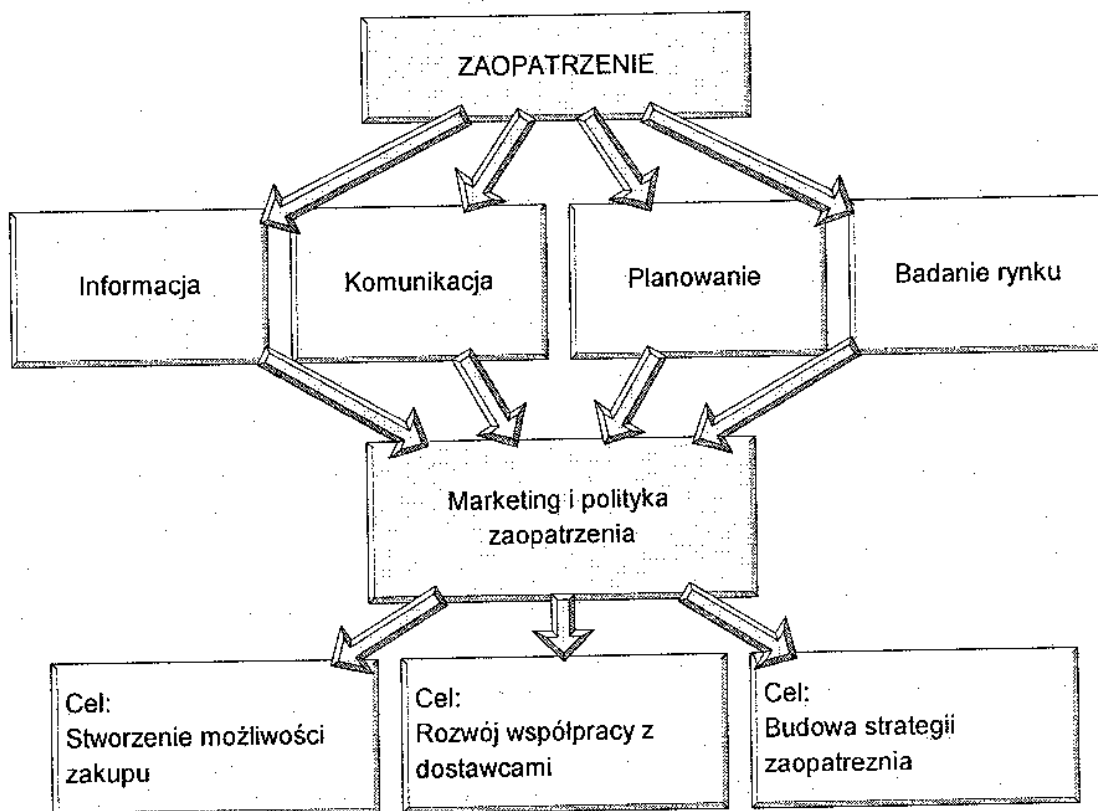 ZAOPATRZENIE
Informacja
Komunikacja
Planowanie
Badanie rynku
Marketing i polityka
zaopatrzenia
Cel:
Stworzenie możliwości
zakupu
Cel:
Rozwój współpracy z
dostawcami
Cel:
Budowa strategii
zaopatreznia